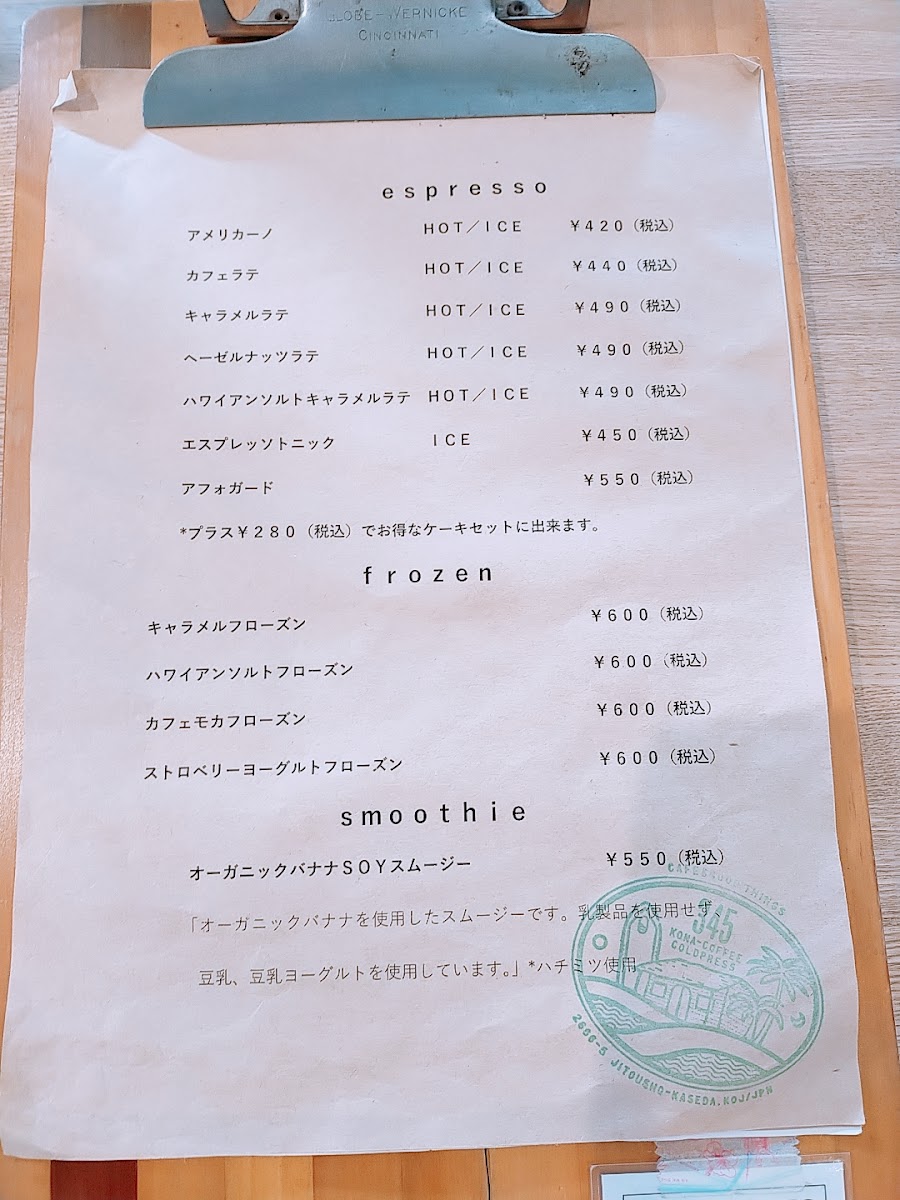 GLOBE-WERNICKE
CINCINNATI
espresso
アメリカーノ HOT／ICE ¥420（税込）
カフェラテ HOT／ICE ¥440（税込）
キャラメルラテ HOT／ICE ¥490（税込）
ヘーゼルナッツラテ HOT／ICE ¥490（税込）
ハワイアンソルトキャラメルラテ HOT／ICE ¥490（税込）
エスプレッソトニック ICE ¥450（税込）
アフォガード ¥550（税込）
*プラス¥280（税込）でお得なケーキセットに出来ます。
frozen
キャラメルフローズン ¥600（税込）
ハワイアンソルトフローズン ¥600（税込）
カフェモカフローズン ¥600（税込）
ストロベリーヨーグルトフローズン ¥600（税込）
smoothie
オーガニックバナナSOYスムージー ¥550（税込）
「オーガニックバナナを使用したスムージーです。乳製品を使用せず、
豆乳、豆乳ヨーグルトを使用しています。」*ハチミツ使用
CAFE&GOOD THINGS
345
KOMA-COFFEE
COLDPRESS
2606-5 JITOUSHO-KASEDA.KOJ/JPN